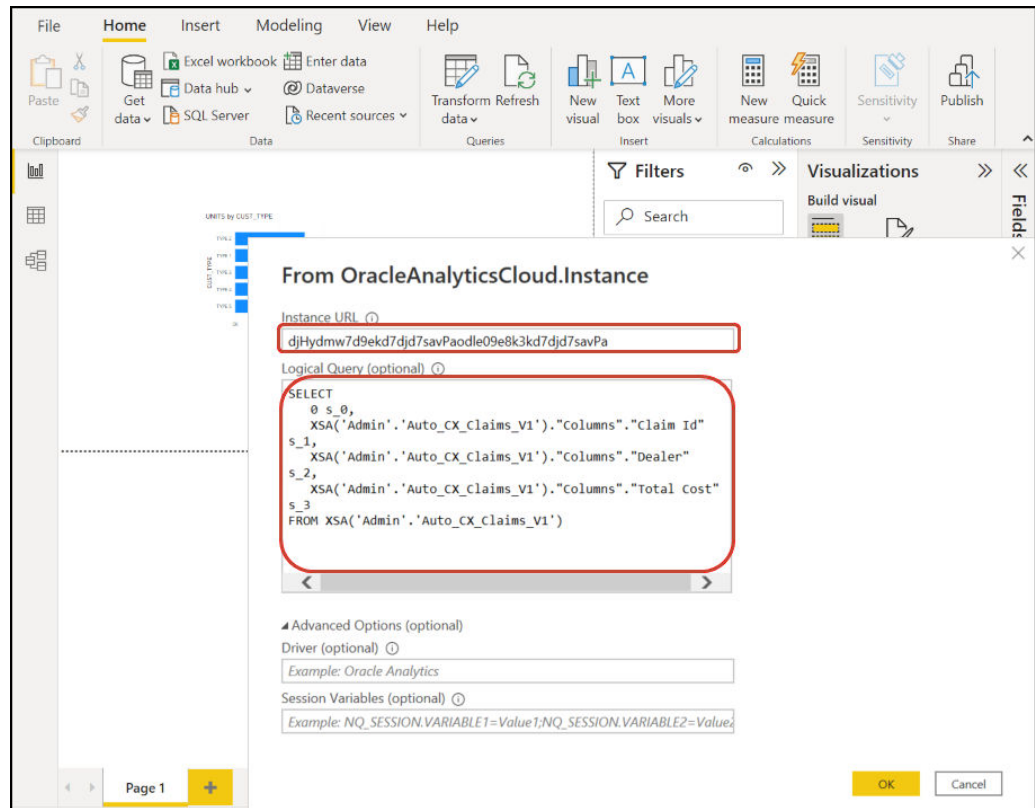 File Home Insert Modeling View Help
Excel workbook Enter data
Paste Get data Data hub Dataverse Transform data Refresh New visual Text box More visuals New measure Quick measure Sensitivity Publish
SQL Server Recent sources
Clipboard Data Queries Insert Calculations Sensitivity Share
Filters Visualizations
Build visual
Search
Fields
UNITS by CUST_TYPE
CUST_TYPE
From OracleAnalyticsCloud.Instance
Instance URL
djHydmw7d9ekd7djd7savPaodle09e8k3kd7djd7savPa
Logical Query (optional)
SELECT
0 s_0,
XSA('Admin'.'Auto_CX_Claims_V1')."Columns"."Claim Id"
s_1,
XSA('Admin'.'Auto_CX_Claims_V1')."Columns"."Dealer"
s_2,
XSA('Admin'.'Auto_CX_Claims_V1')."Columns"."Total Cost"
s_3
FROM XSA('Admin'.'Auto_CX_Claims_V1')
Advanced Options (optional)
Driver (optional)
Example: Oracle Analytics
Session Variables (optional)
Example: NQ_SESSION.VARIABLE1=Value1;NQ_SESSION.VARIABLE2=Value2
Page 1 +
OK Cancel